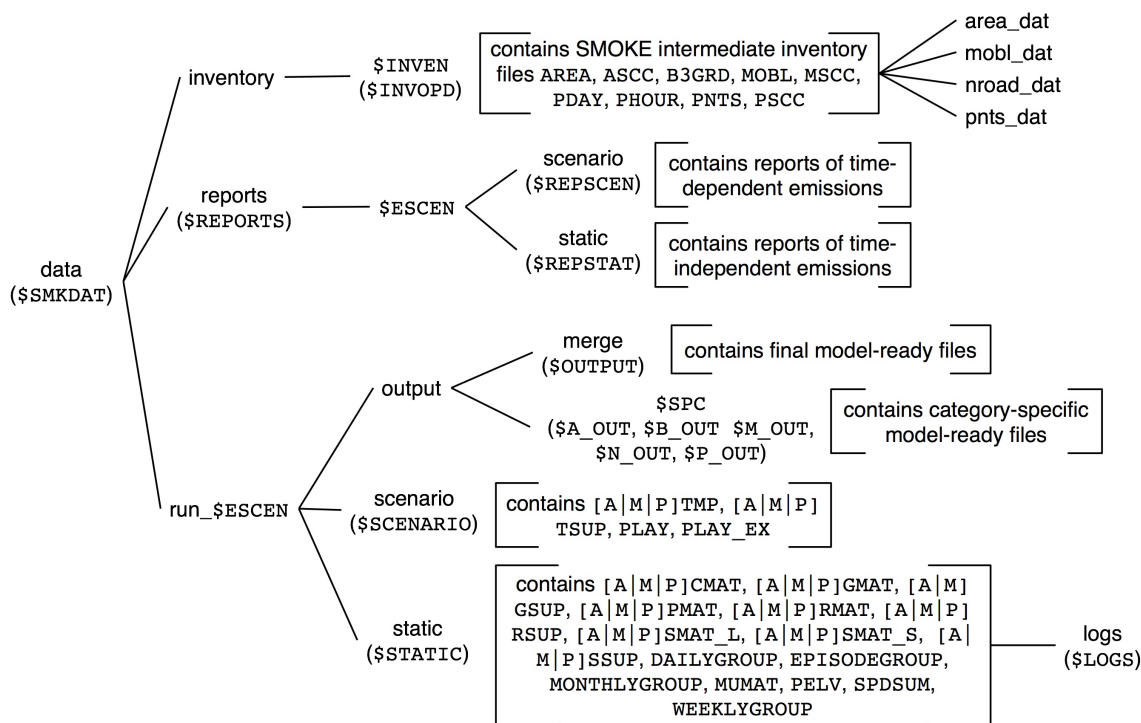 area_dat
mobl_dat
nroad_dat
pnts_dat
inventory
$INVEN
($INVOPD)
contains SMOKE intermediate inventory
files AREA, ASCC, B3GRD, MOBL, MSCC,
PDAY, PHOUR, PNTS, PSCC
reports
($REPORTS)
$ESCEN
scenario
($REPSCEN)
contains reports of time-
dependent emissions
static
($REPSTAT)
contains reports of time-
independent emissions
data
($SMKDAT)
output
merge
($OUTPUT)
contains final model-ready files
$SPC
($A_OUT, $B_OUT $M_OUT,
$N_OUT, $P_OUT)
contains category-specific
model-ready files
run_$ESCEN
scenario
($SCENARIO)
contains [A|M|P]TMP, [A|M|P]
TSUP, PLAY, PLAY_EX
static
($STATIC)
contains [A|M|P]CMAT, [A|M|P]GMAT, [A|M]
GSUP, [A|M|P]PMAT, [A|M|P]RMAT, [A|M|P]
RSUP, [A|M|P]SMAT_L, [A|M|P]SMAT_S, [A|
M|P]SSUP, DAILYGROUP, EPISODEGROUP,
MONTHLYGROUP, MUMAT, PELV, SPDSUM,
WEEKLYGROUP
logs
($LOGS)